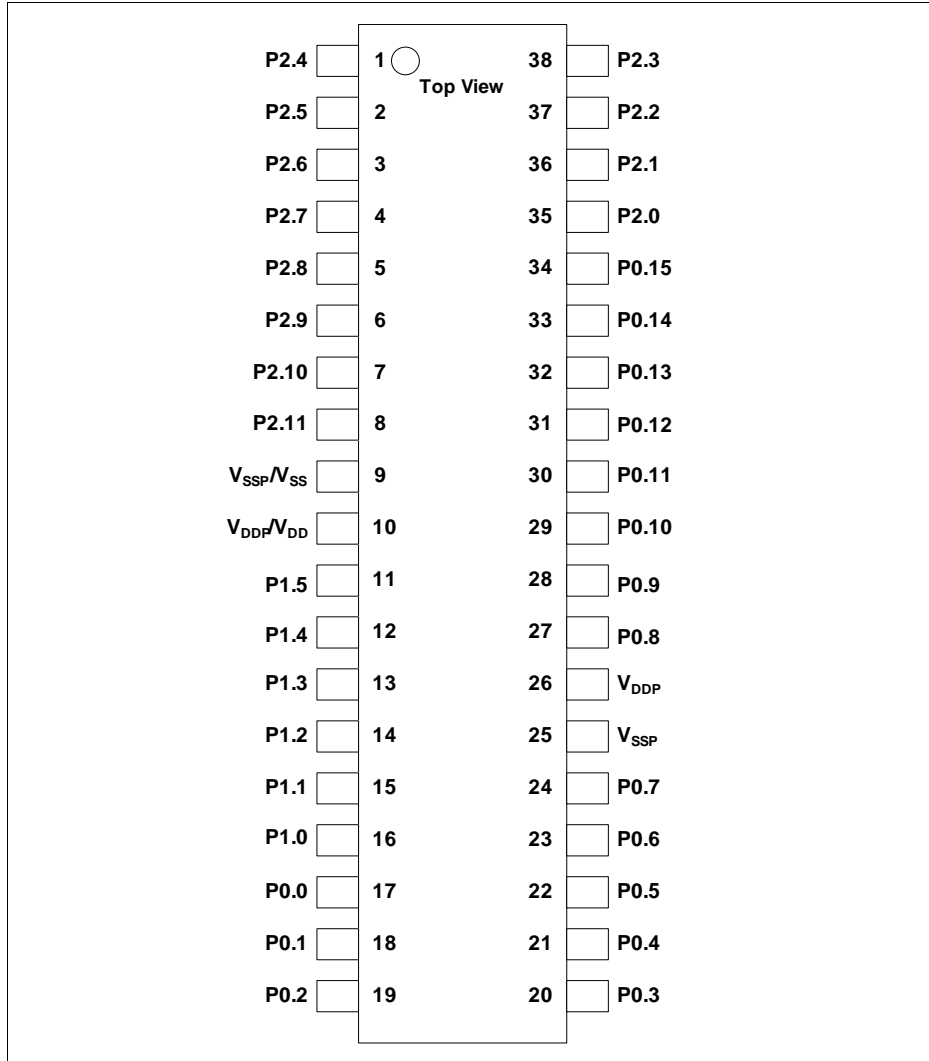 P2.4 1 38 P2.3
Top View
P2.5 2 37 P2.2
P2.6 3 36 P2.1
P2.7 4 35 P2.0
P2.8 5 34 P0.15
P2.9 6 33 P0.14
P2.10 7 32 P0.13
P2.11 8 31 P0.12
VSSP/VSS 9 30 P0.11
VDDP/VDD 10 29 P0.10
P1.5 11 28 P0.9
P1.4 12 27 P0.8
P1.3 13 26 VDDP
P1.2 14 25 VSSP
P1.1 15 24 P0.7
P1.0 16 23 P0.6
P0.0 17 22 P0.5
P0.1 18 21 P0.4
P0.2 19 20 P0.3